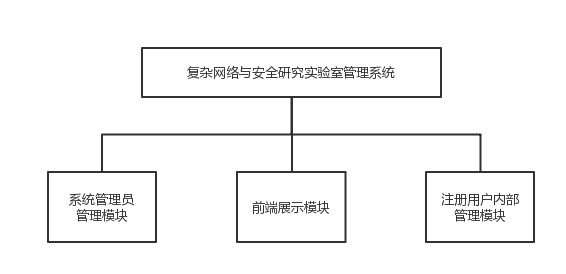 复杂网络与安全研究实验室管理系统
系统管理员
管理模块
前端展示模块
注册用户内部
管理模块